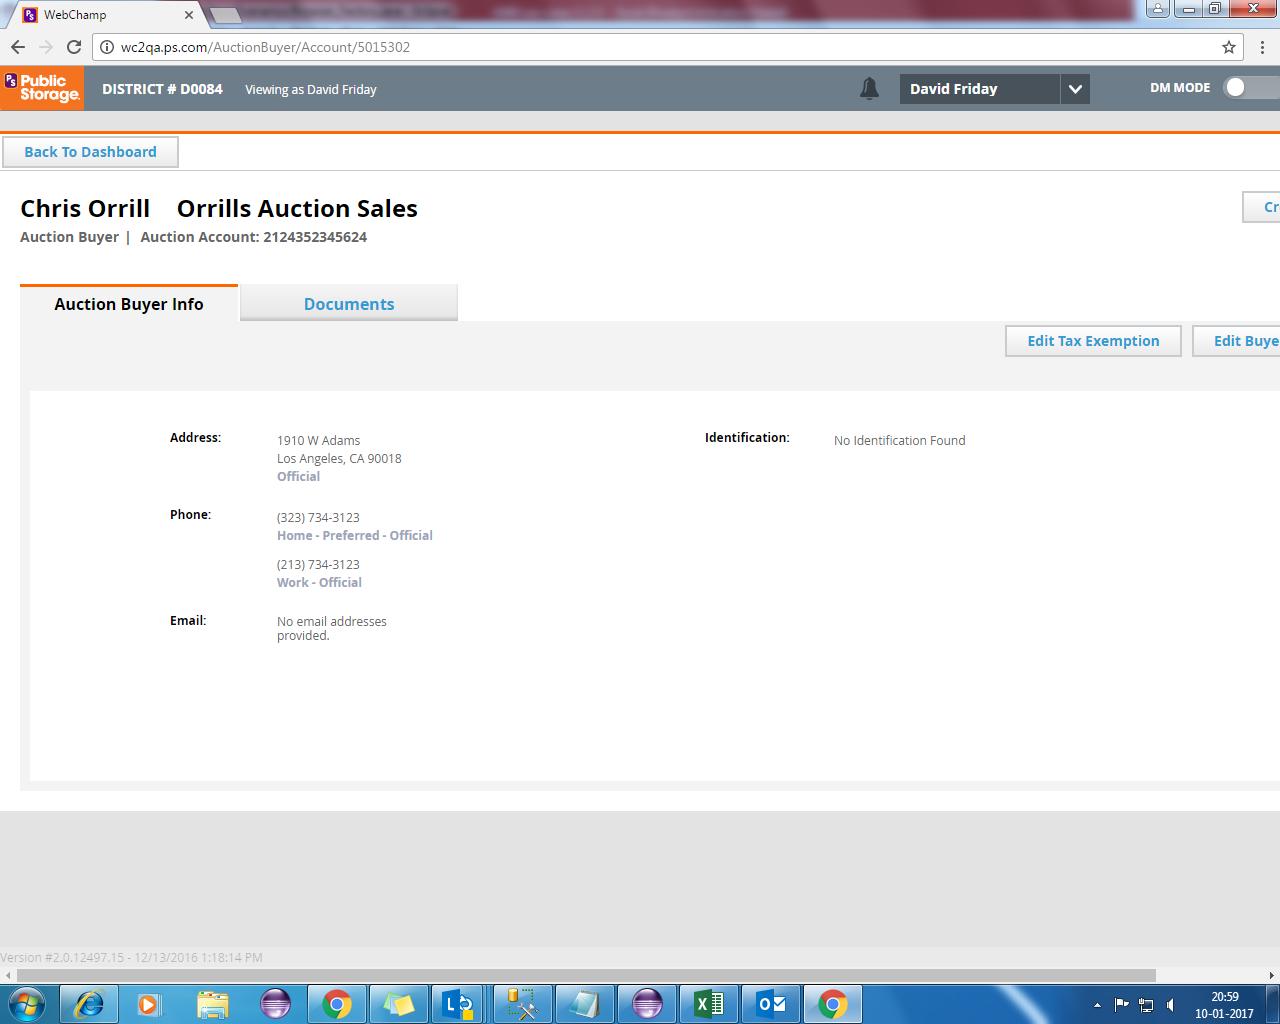 WebChamp
wc2qa.ps.com/AuctionBuyer/Account/5015302
PS Public Storage.
DISTRICT # D0084
Viewing as David Friday
David Friday
DM MODE
Back To Dashboard
Chris Orrill Orrills Auction Sales
Cr
Auction Buyer | Auction Account: 2124352345624
Auction Buyer Info
Documents
Edit Tax Exemption
Edit Buye
Address:
1910 W Adams
Los Angeles, CA 90018
Official
Identification:
No Identification Found
Phone:
(323) 734-3123
Home - Preferred - Official
(213) 734-3123
Work - Official
Email:
No email addresses
provided.
Version #2.0.12497.15 - 12/13/2016 1:18:14 PM
20:59
10-01-2017